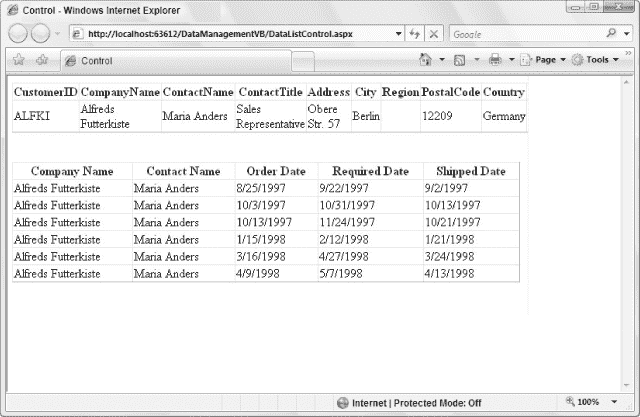 Control - Windows Internet Explorer
http://localhost:63612/DataManagementVB/DataListControl.aspx
Google
Control
Page
Tools
CustomerID CompanyName ContactName ContactTitle Address City Region PostalCode Country
ALFKI Alfreds Futterkiste Maria Anders Sales Representative Obere Str. 57 Berlin 12209 Germany
Company Name Contact Name Order Date Required Date Shipped Date
Alfreds Futterkiste Maria Anders 8/25/1997 9/22/1997 9/2/1997
Alfreds Futterkiste Maria Anders 10/3/1997 10/31/1997 10/13/1997
Alfreds Futterkiste Maria Anders 10/13/1997 11/24/1997 10/21/1997
Alfreds Futterkiste Maria Anders 1/15/1998 2/12/1998 1/21/1998
Alfreds Futterkiste Maria Anders 3/16/1998 4/27/1998 3/24/1998
Alfreds Futterkiste Maria Anders 4/9/1998 5/7/1998 4/13/1998
Internet | Protected Mode: Off
100%